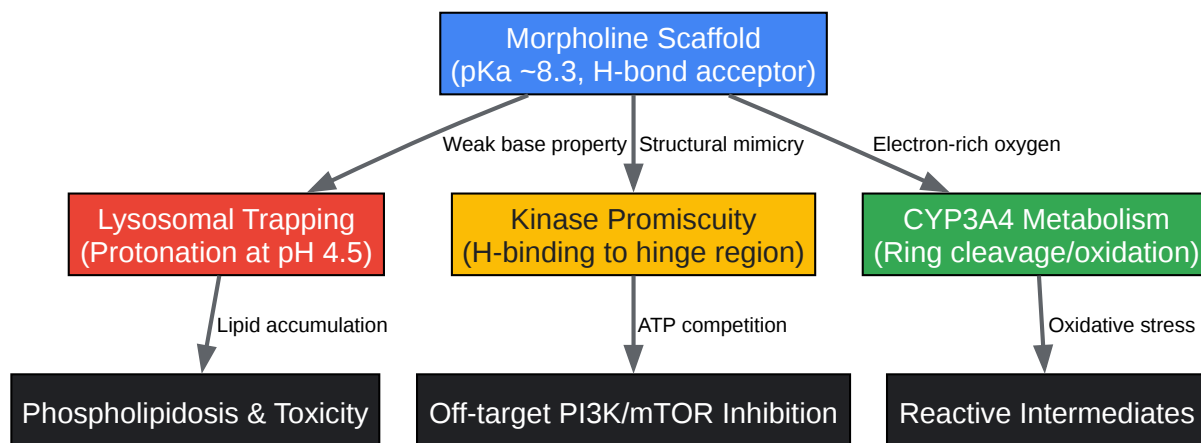 Morpholine Scaffold
(pKa ~8.3, H-bond acceptor)
Weak base property
Structural mimicry
Electron-rich oxygen
Lysosomal Trapping
(Protonation at pH 4.5)
Kinase Promiscuity
(H-binding to hinge region)
CYP3A4 Metabolism
(Ring cleavage/oxidation)
Lipid accumulation
ATP competition
Oxidative stress
Phospholipidosis & Toxicity
Off-target PI3K/mTOR Inhibition
Reactive Intermediates